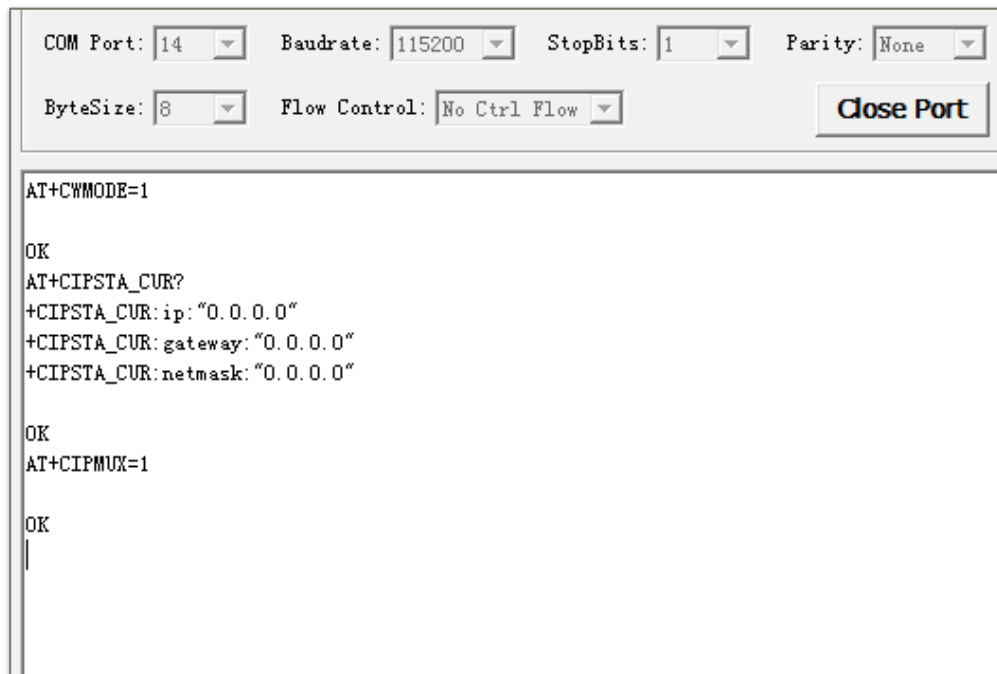 COM Port: 14 Baudrate: 115200 StopBits: 1 Parity: None
ByteSize: 8 Flow Control: No Ctrl Flow Close Port
AT+CWMODE=1
OK
AT+CIPSTA_CUR?
+CIPSTA_CUR:ip:"0.0.0.0"
+CIPSTA_CUR:gateway:"0.0.0.0"
+CIPSTA_CUR:netmask:"0.0.0.0"
OK
AT+CIPMUX=1
OK